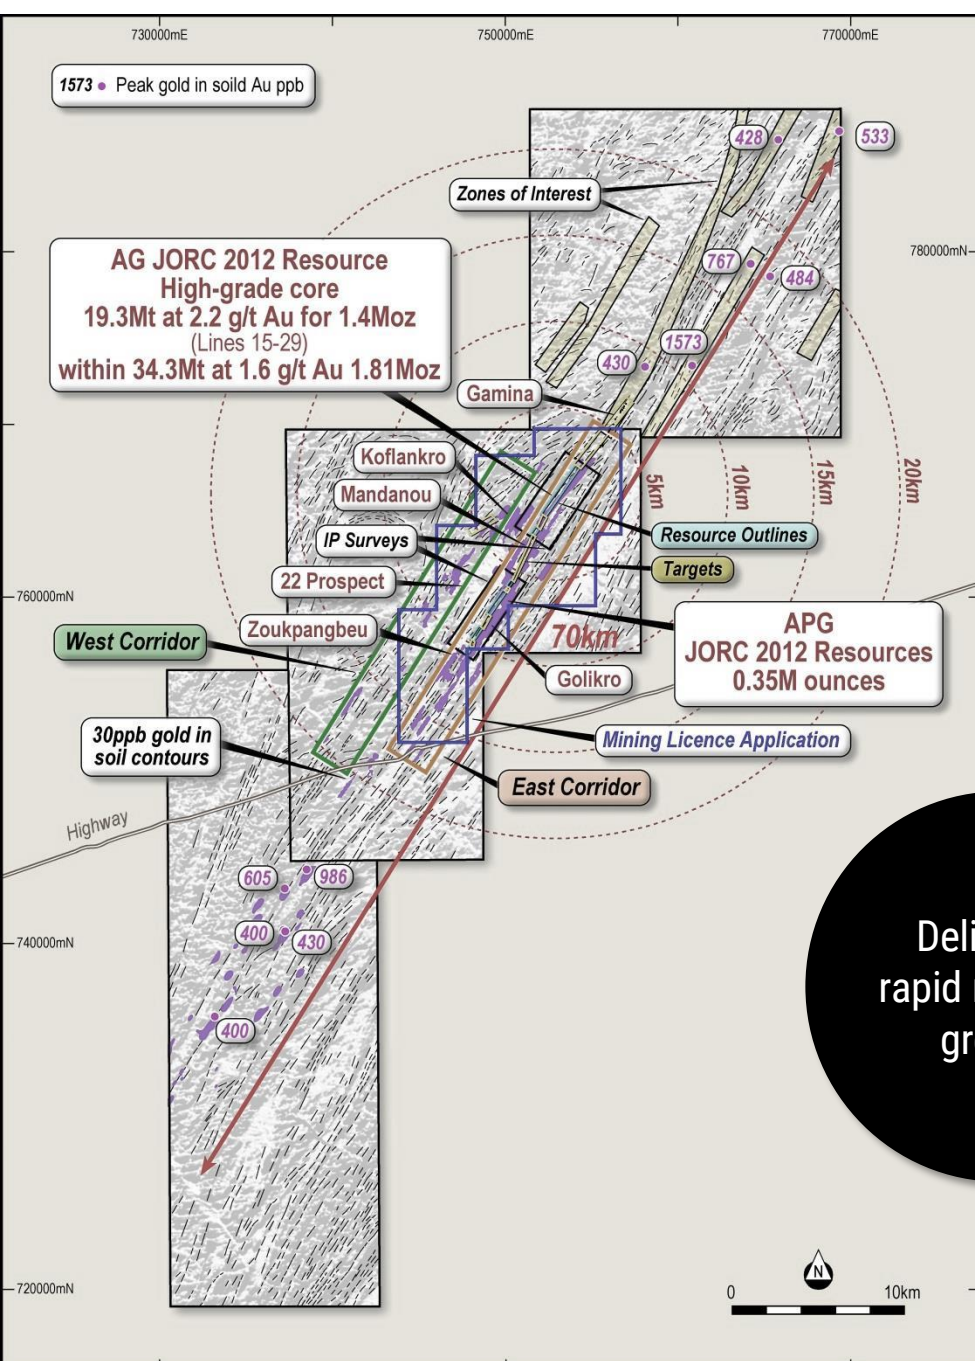 730000mE
750000mE
770000mE
1573 Peak gold in soild Au ppb
428
533
Zones of Interest
780000mN
AG JORC 2012 Resource
High-grade core
19.3Mt at 2.2 g/t Au for 1.4Moz
(Lines 15-29)
within 34.3Mt at 1.6 g/t Au 1.81Moz
767
484
1573
430
Gamina
Koflankro
Mandanou
5km
10km
15km
20km
IP Surveys
Resource Outlines
22 Prospect
Targets
760000mN
Zoukpangbeu
West Corridor
70km
APG
JORC 2012 Resources
0.35M ounces
Golikro
30ppb gold in
soil contours
Mining Licence Application
East Corridor
Highway
605
986
400
430
740000mN
400
rapid
N
720000mN
0
10km